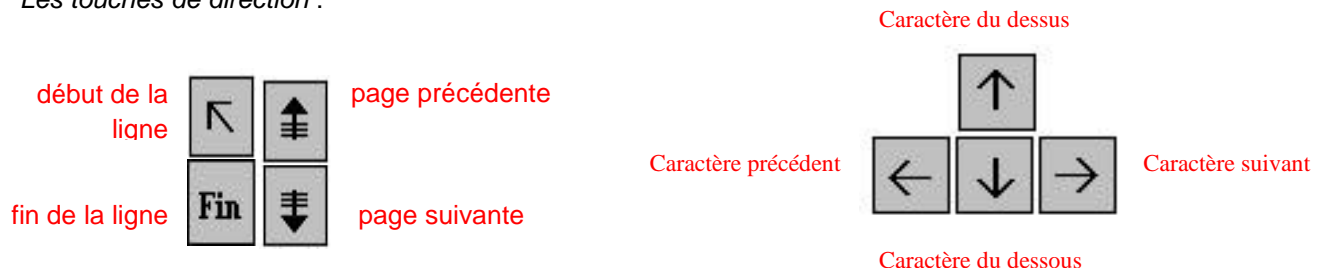 Les touches de direction :
Caractère du dessus
début de la
ligne
page précédente
Caractère précédent
Caractère suivant
fin de la ligne
Fin
page suivante
Caractère du dessous